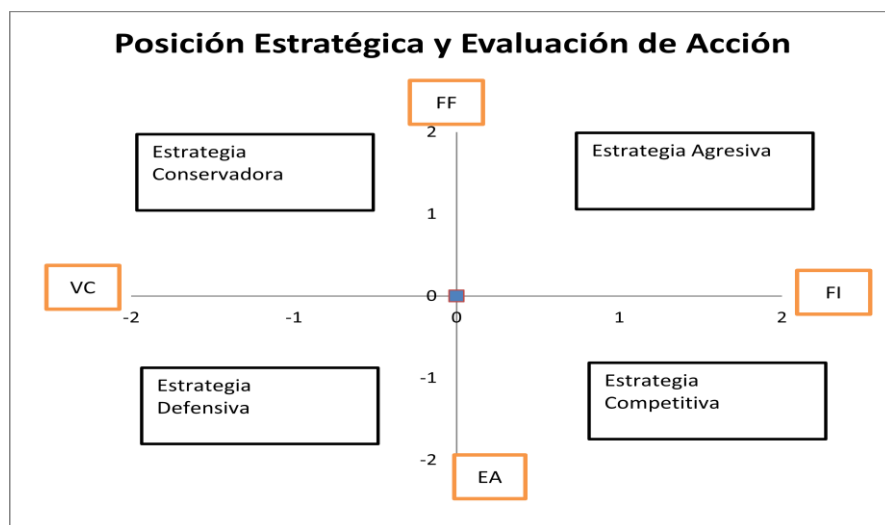 Posición Estratégica y Evaluación de Acción
FF
2
Estrategia
Conservadora
Estrategia Agresiva
1
VC
0
FI
-2
-1
0
1
2
-1
Estrategia
Defensiva
Estrategia
Competitiva
-2
EA